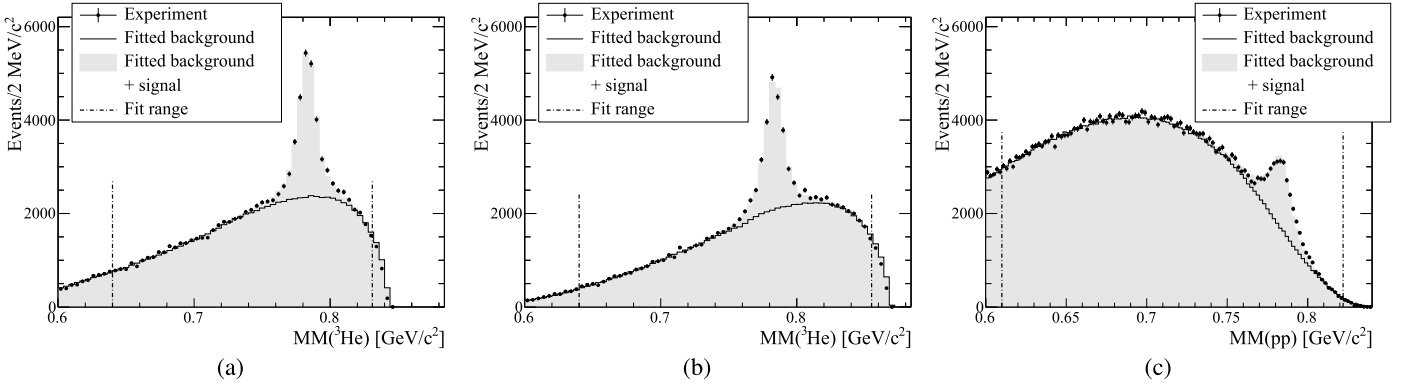 Events/2 MeV/c²
6000
4000
2000
0
Experiment
Fitted background
Fitted background
+ signal
Fit range
0.6
0.7
0.8
MM(³He) [GeV/c²]
(a)
Events/2 MeV/c²
6000
4000
2000
0
Experiment
Fitted background
Fitted background
+ signal
Fit range
0.6
0.7
0.8
MM(³He) [GeV/c²]
(b)
Events/2 MeV/c²
6000
4000
2000
0
Experiment
Fitted background
Fitted background
+ signal
Fit range
0.6
0.65
0.7
0.75
0.8
MM(pp) [GeV/c²]
(c)